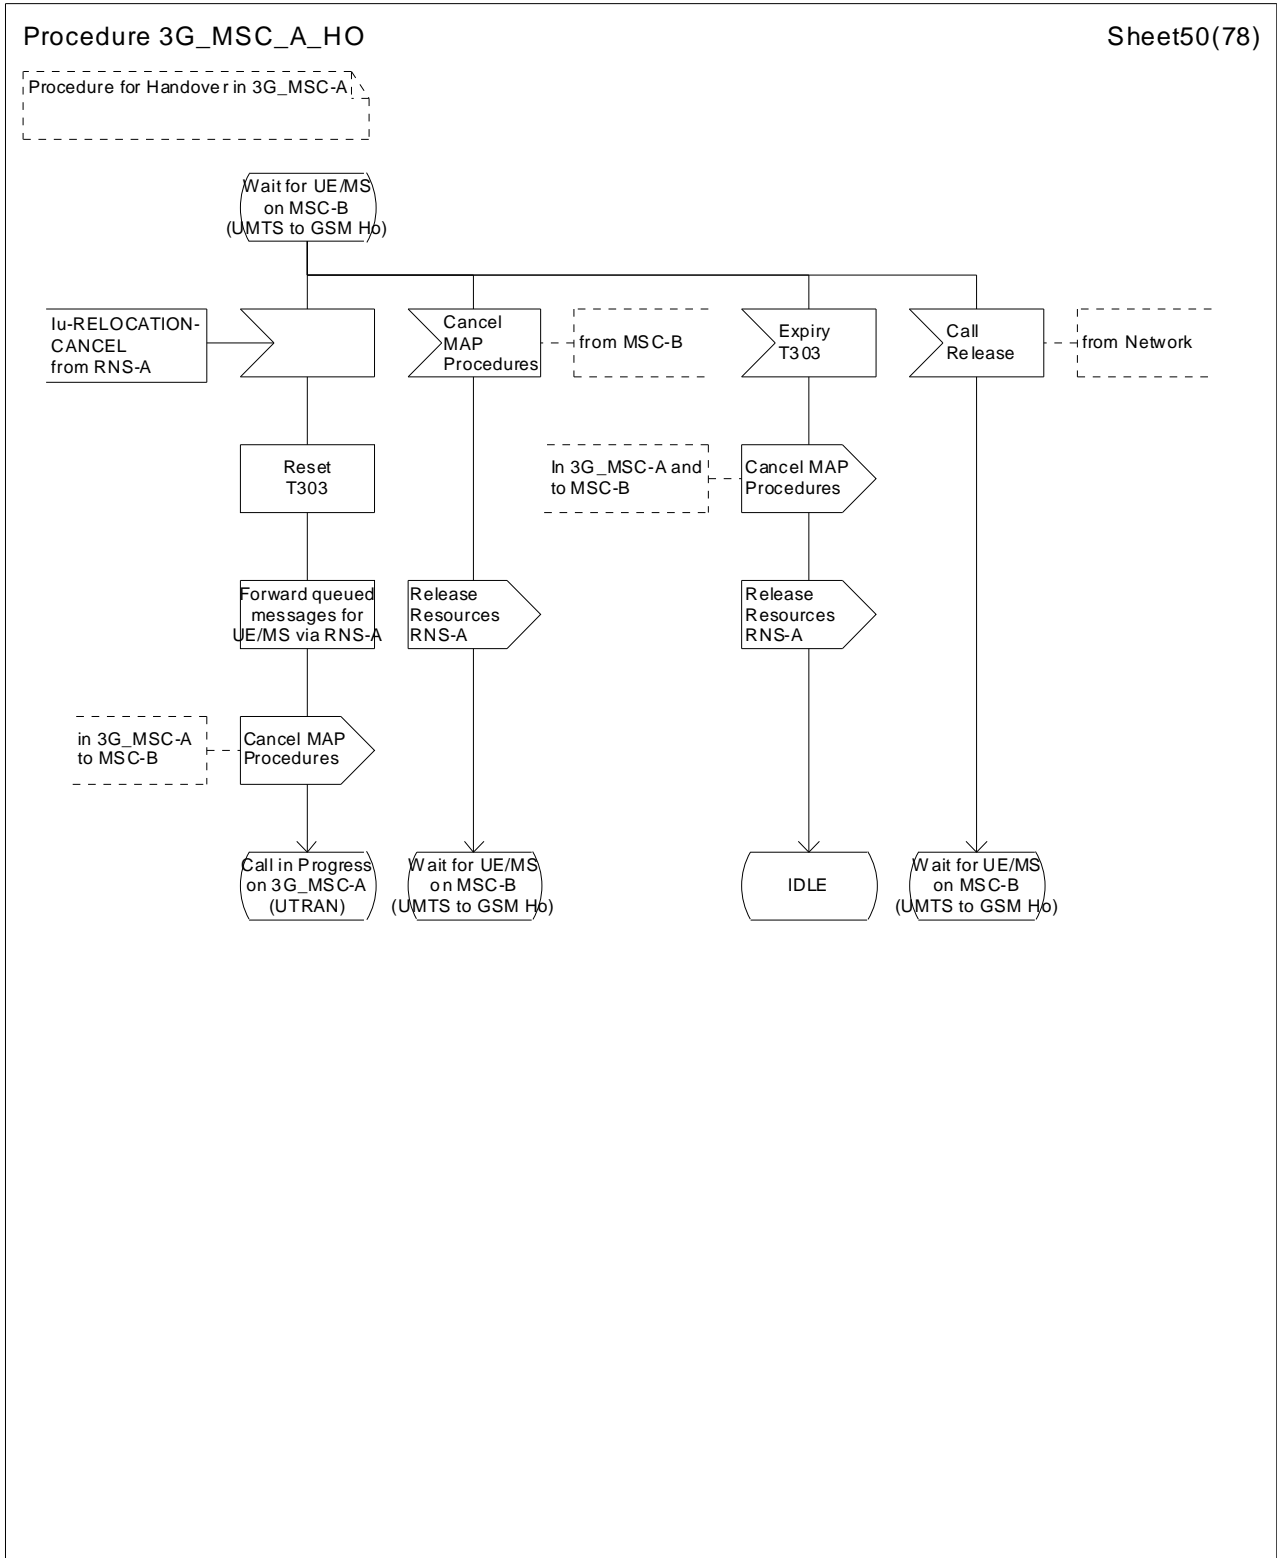 Procedure 3G_MSC_A_HO
Sheet50(78)
Procedure for Handover in 3G_MSC-A
Wait for UE/MS
on MSC-B
(UMTS to GSM Ho)
Iu-RELOCATION-
CANCEL
from RNS-A
Cancel
MAP
Procedures
from MSC-B
Expiry
T303
Call
Release
from Network
Reset
T303
In 3G_MSC-A and
to MSC-B
Cancel MAP
Procedures
Forward queued
messages for
UE/MS via RNS-A
Release
Resources
RNS-A
Release
Resources
RNS-A
in 3G_MSC-A
to MSC-B
Cancel MAP
Procedures
Call in Progress
on 3G_MSC-A
(UTRAN)
Wait for UE/MS
on MSC-B
(UMTS to GSM Ho)
IDLE
Wait for UE/MS
on MSC-B
(UMTS to GSM Ho)